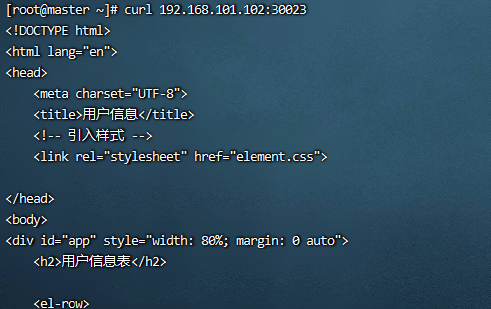 [root@master ~]# curl 192.168.101.102:30023
<!DOCTYPE html>
<html lang="en">
<head>
    <meta charset="UTF-8">
    <title>用户信息</title>
    <!-- 引入样式 -->
    <link rel="stylesheet" href="element.css">

</head>
<body>
<div id="app" style="width: 80%; margin: 0 auto">
    <h2>用户信息表</h2>

    <el-row>